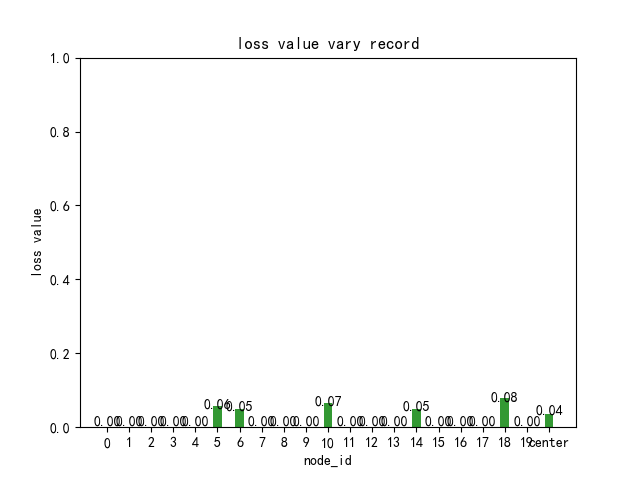 loss value vary record
1.0
0.8
0.6
0.4
0.2
0.0
loss value
0.00 0.00 0.00 0.00 0.00 0.06 0.05 0.00 0.00 0.00 0.07 0.00 0.00 0.00 0.05 0.00 0.00 0.00 0.08 0.00 0.04
0 1 2 3 4 5 6 7 8 9 10 11 12 13 14 15 16 17 18 19 center
node_id